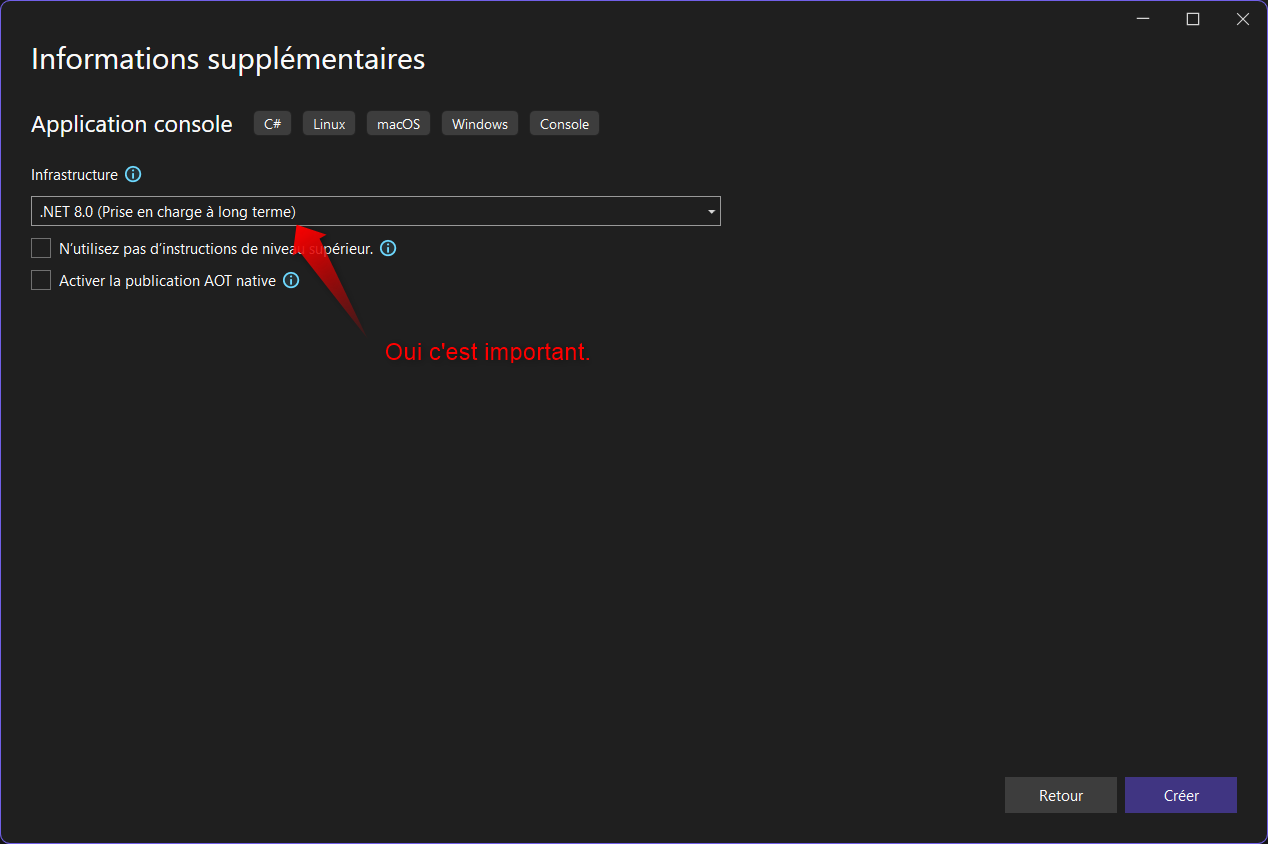 Informations supplémentaires
Application console C# Linux macOS Windows Console
Infrastructure
.NET 8.0 (Prise en charge à long terme)
N’utilisez pas d’instructions de niveau supérieur.
Activer la publication AOT native
Oui c'est important.
Retour Créer